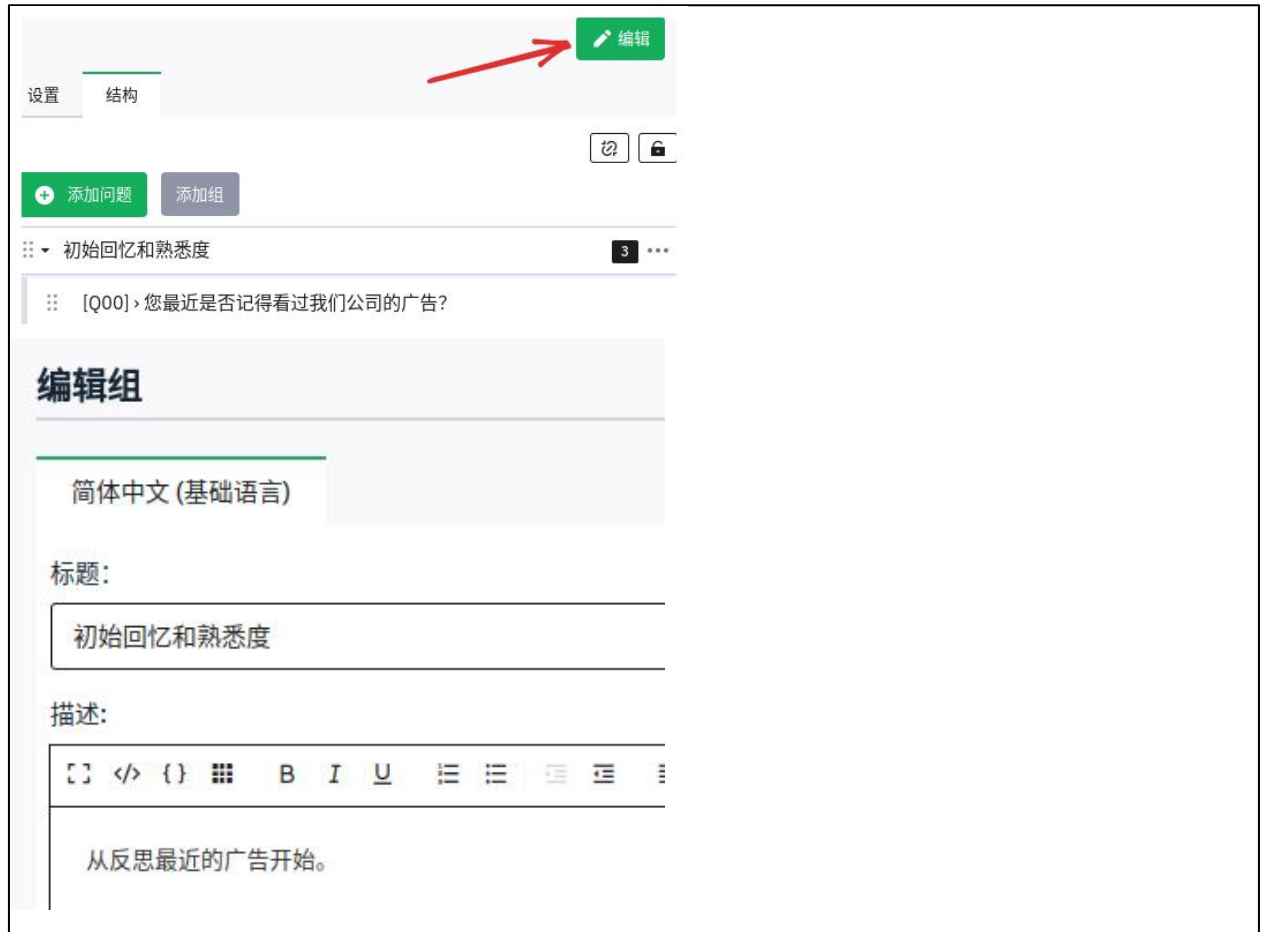 编辑
设置 结构
添加问题 添加组
初始回忆和熟悉度 3 •••
[Q00] › 您最近是否记得看过我们公司的广告?
编辑组
简体中文 (基础语言)
标题:
初始回忆和熟悉度
描述:
</> {} B I U
从反思最近的广告开始。